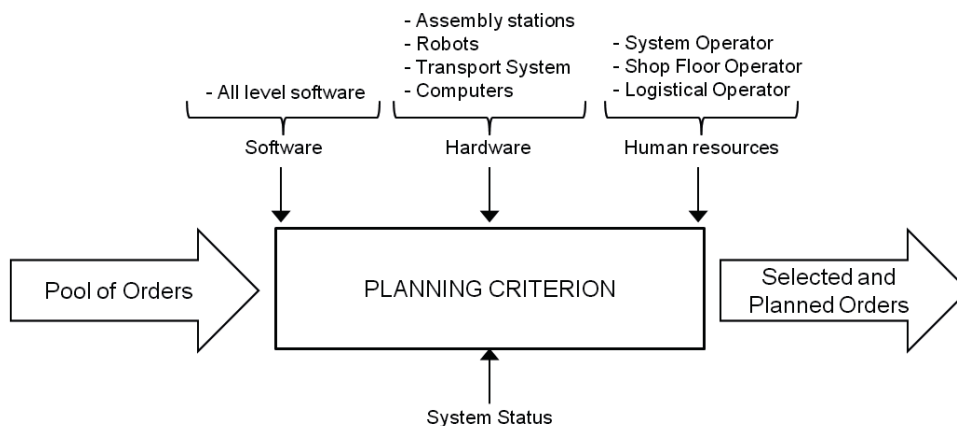 - Assembly stations
- Robots
- Transport System
- Computers
- System Operator
- Shop Floor Operator
- Logistical Operator
- All level software
Software
Hardware
Human resources
Pool of Orders
PLANNING CRITERION
Selected and
Planned Orders
System Status